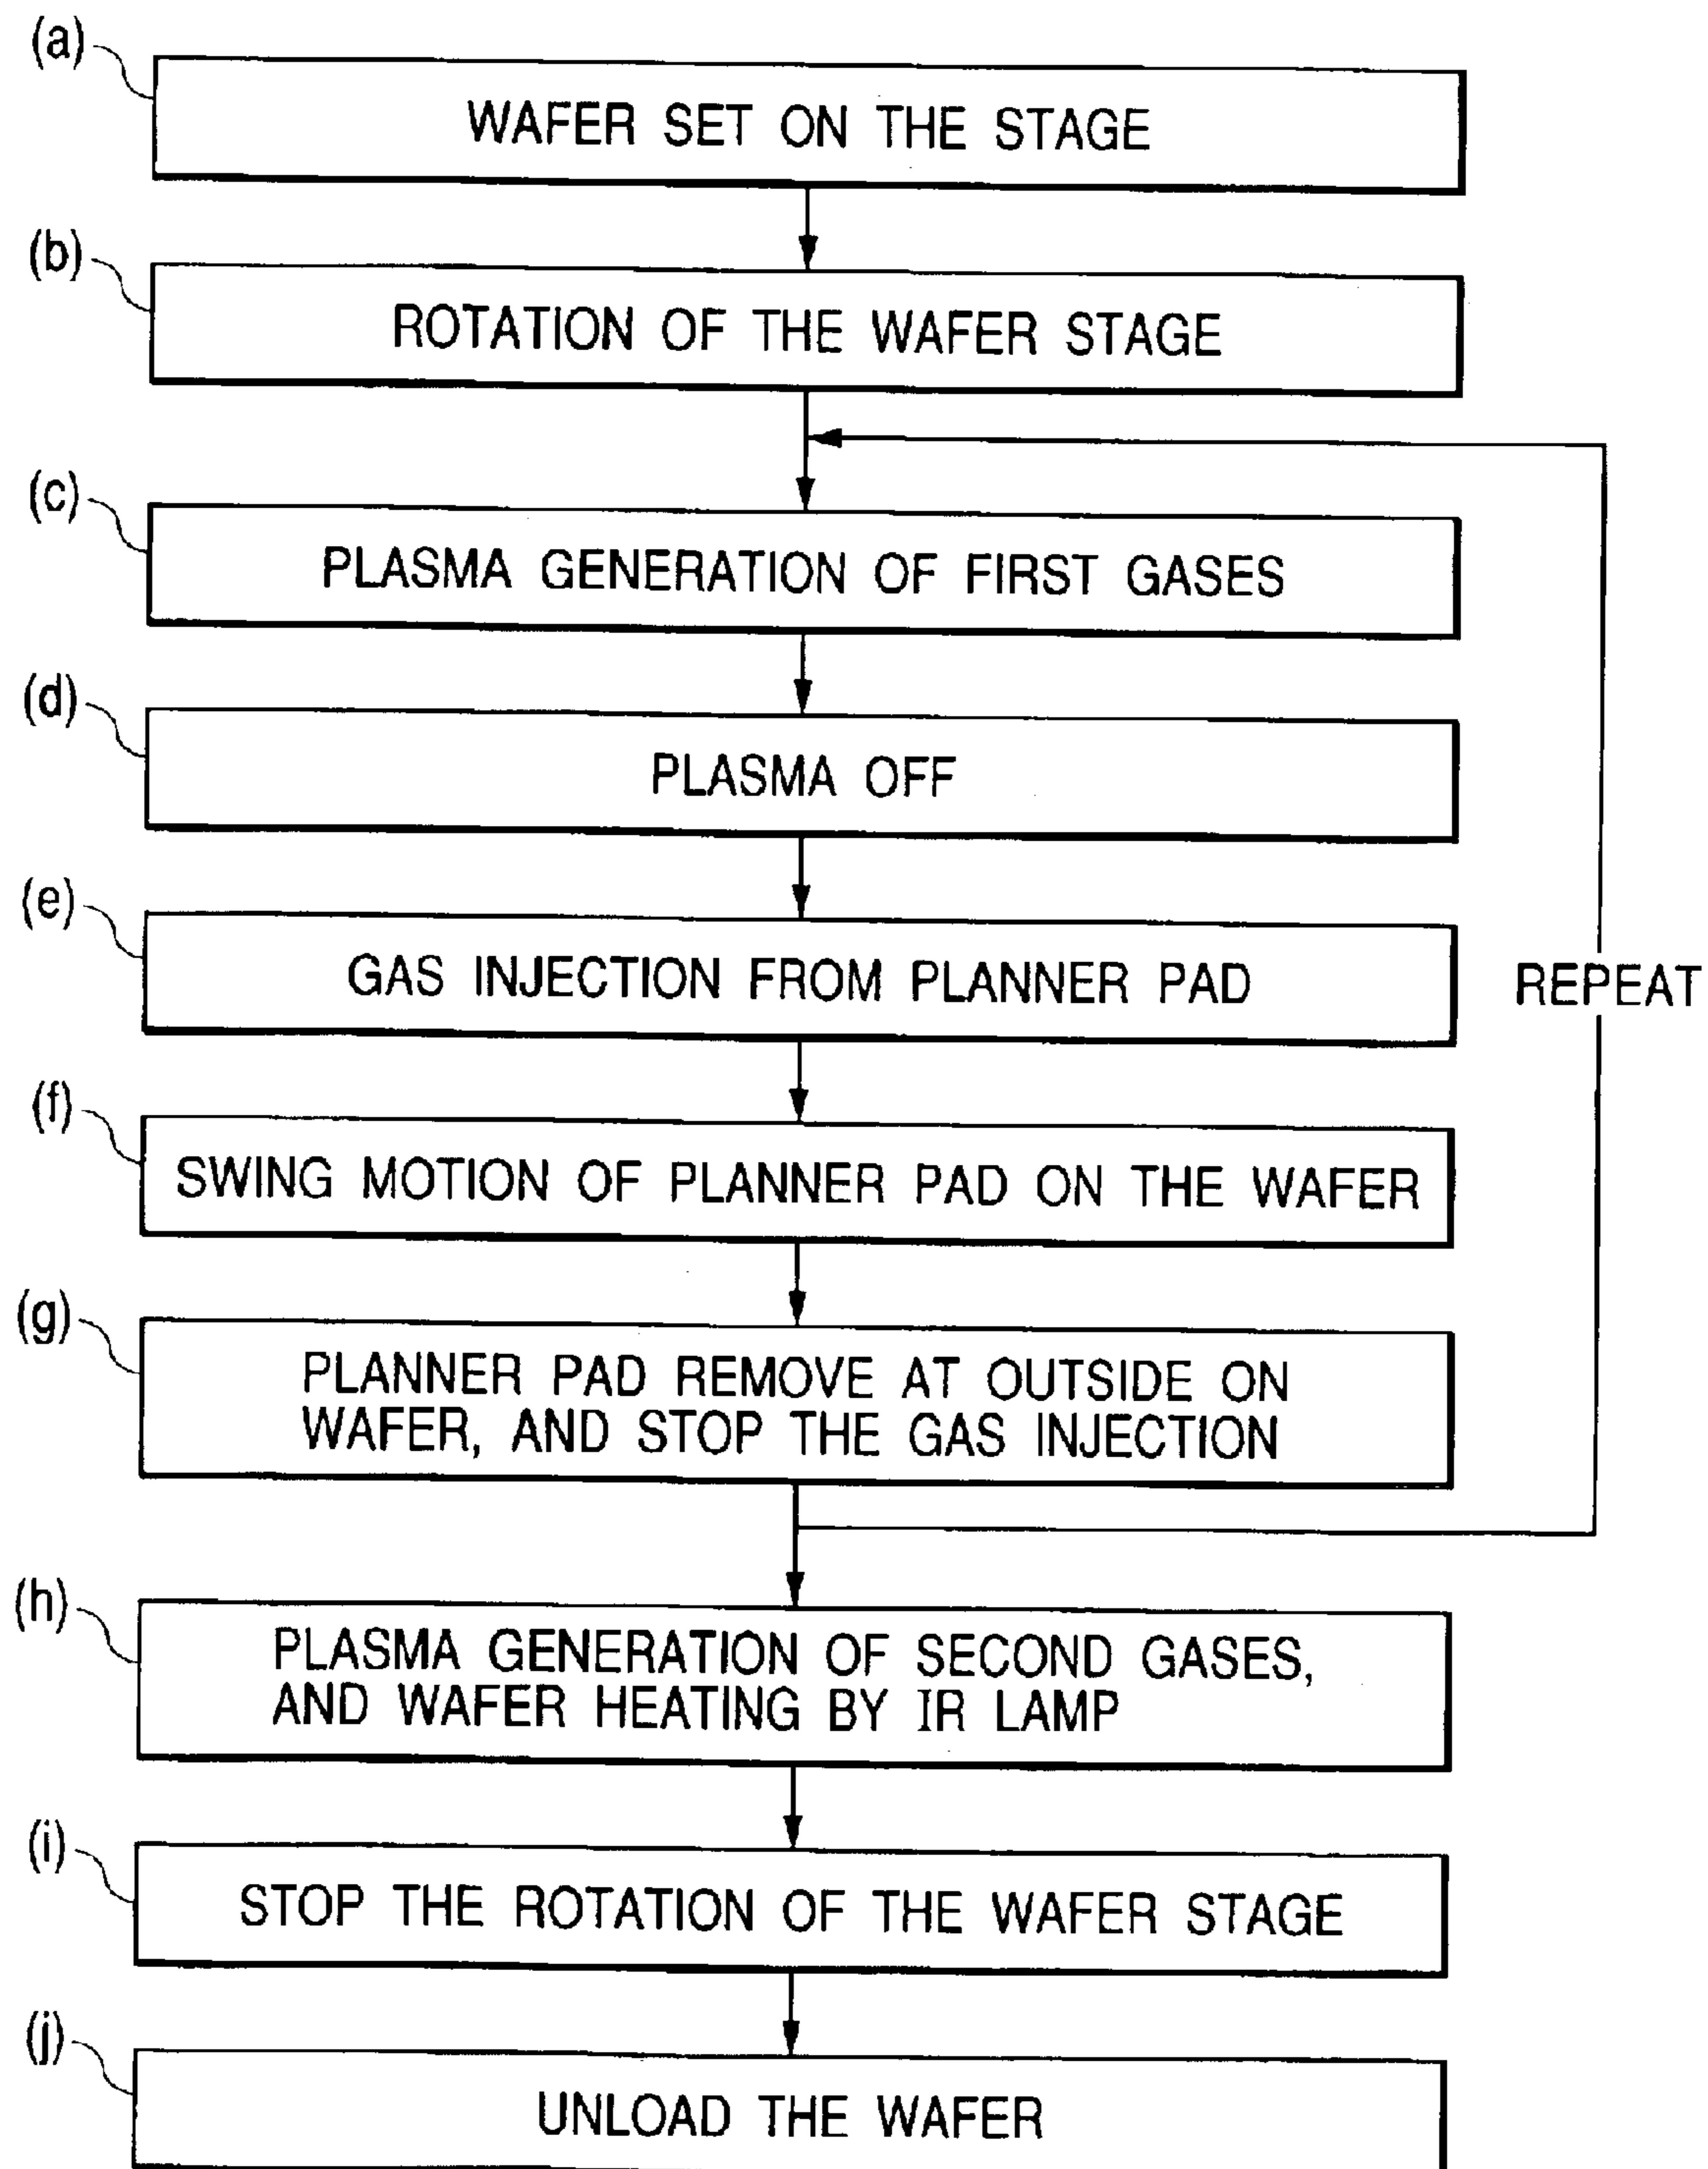 (a)
WAFER SET ON THE STAGE
(b)
ROTATION OF THE WAFER STAGE
(c)
PLASMA GENERATION OF FIRST GASES
(d)
PLASMA OFF
(e)
GAS INJECTION FROM PLANNER PAD
REPEAT
(f)
SWING MOTION OF PLANNER PAD ON THE WAFER
(g)
PLANNER PAD REMOVE AT OUTSIDE ON
WAFER, AND STOP THE GAS INJECTION
(h)
PLASMA GENERATION OF SECOND GASES,
AND WAFER HEATING BY IR LAMP
(i)
STOP THE ROTATION OF THE WAFER STAGE
(j)
UNLOAD THE WAFER